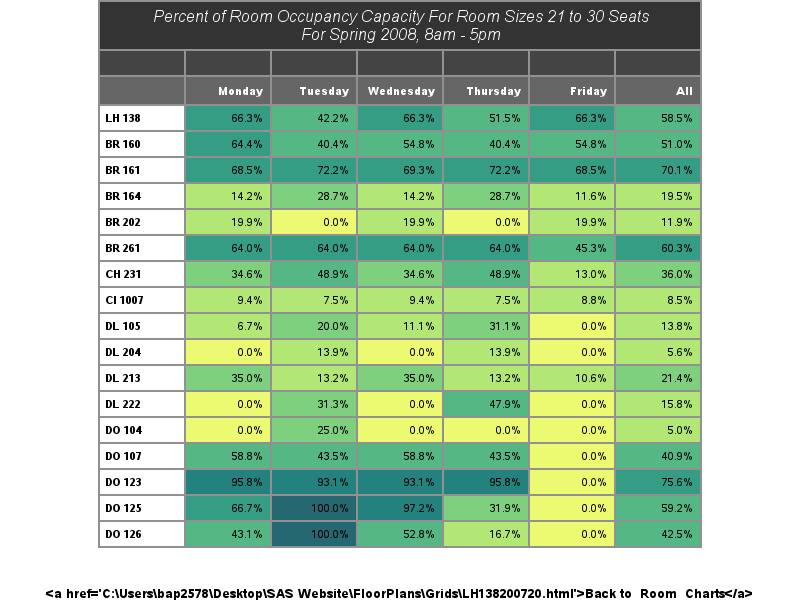 Percent of Room Occupancy Capacity For Room Sizes 21 to 30 Seats
For Spring 2008, 8am - 5pm
Monday Tuesday Wednesday Thursday Friday All
LH 138 66.3% 42.2% 66.3% 51.5% 66.3% 58.5%
BR 160 64.4% 40.4% 54.8% 40.4% 54.8% 51.0%
BR 161 68.5% 72.2% 69.3% 72.2% 68.5% 70.1%
BR 164 14.2% 28.7% 14.2% 28.7% 11.6% 19.5%
BR 202 19.9% 0.0% 19.9% 0.0% 19.9% 11.9%
BR 261 64.0% 64.0% 64.0% 64.0% 45.3% 60.3%
CH 231 34.6% 48.9% 34.6% 48.9% 13.0% 36.0%
CI 1007 9.4% 7.5% 9.4% 7.5% 8.8% 8.5%
DL 105 6.7% 20.0% 11.1% 31.1% 0.0% 13.8%
DL 204 0.0% 13.9% 0.0% 13.9% 0.0% 5.6%
DL 213 35.0% 13.2% 35.0% 13.2% 10.6% 21.4%
DL 222 0.0% 31.3% 0.0% 47.9% 0.0% 15.8%
DO 104 0.0% 25.0% 0.0% 0.0% 0.0% 5.0%
DO 107 58.8% 43.5% 58.8% 43.5% 0.0% 40.9%
DO 123 95.8% 93.1% 93.1% 95.8% 0.0% 75.6%
DO 125 66.7% 100.0% 97.2% 31.9% 0.0% 59.2%
DO 126 43.1% 100.0% 52.8% 16.7% 0.0% 42.5%
<a href='C:\Users\bap2578\Desktop\SAS Website\FloorPlans\Grids\LH138200720.html'>Back to Room Charts</a>